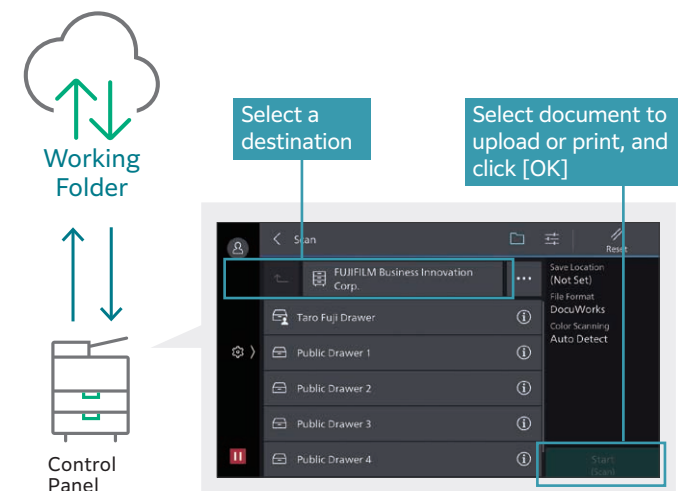 Working
Folder
Control
Panel
Select a
destination
Select document to
upload or print, and
click [OK]
Scan
Reset
FUJIFILM Business Innovation
Corp.
...
Taro Fuji Drawer
Public Drawer 1
Public Drawer 2
Public Drawer 3
Public Drawer 4
Save Location
(Not Set)
File Format
DocuWorks
Color Scanning
Auto Detect
Start
(Scan)